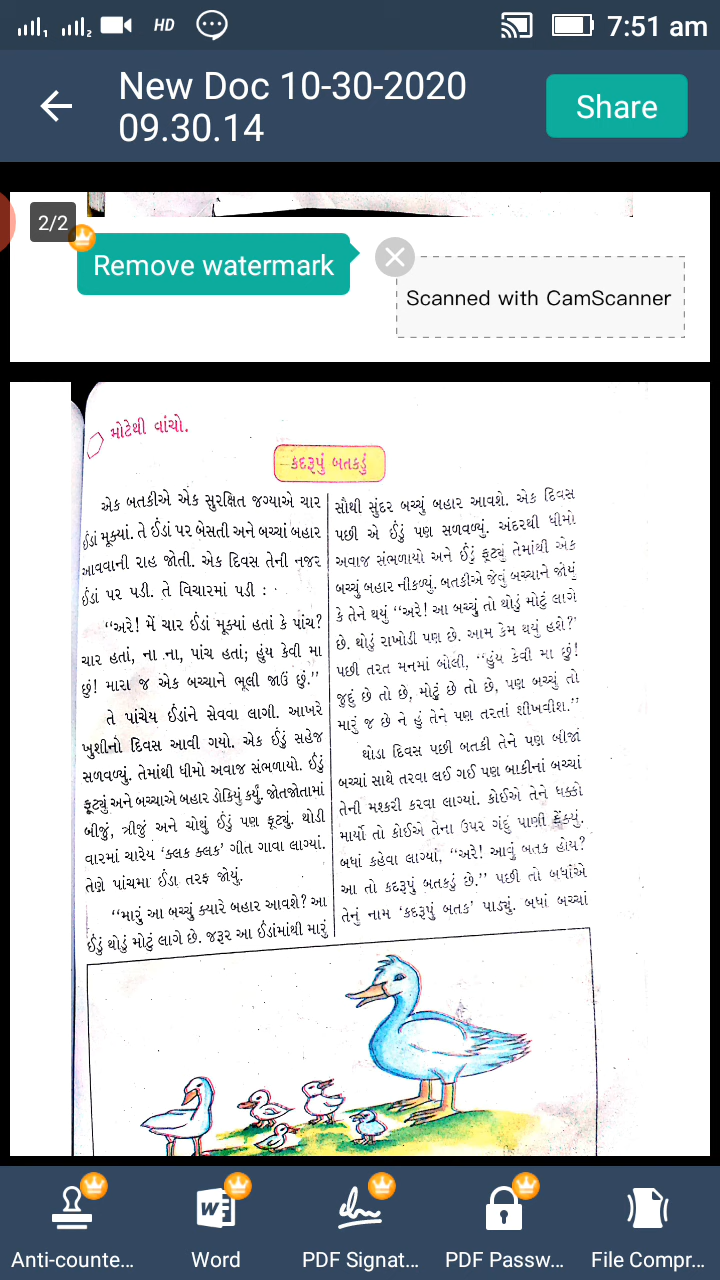 HD
7:51 am
New Doc 10-30-2020
09.30.14
Share
2/2
Remove watermark
Scanned with CamScanner
મોટેથી વાંચો.
કદરૂપું બતકડું
એક બતકીએ એક સુરક્ષિત જગ્યાએ ચાર
ઈંડાં મૂક્યાં. તે ઈંડાં પર બેસતી અને બચ્ચાં બહાર
આવવાની રાહ જોતી. એક દિવસ તેની નજર
ઈંડાં પર પડી. તે વિચારમાં પડી :
“અરે! મેં ચાર ઈંડાં મૂક્યાં હતાં કે પાંચ?
ચાર હતાં, ના ના, પાંચ હતાં; હુંય કેવી મા
છું! મારા જ એક બચ્ચાને ભૂલી જાઉં છું.”
તે પાંચેય ઈંડાંને સેવવા લાગી. આખરે
ખુશીનો દિવસ આવી ગયો. એક ઈંડું સહેજ
સળવળ્યું. તેમાંથી ધીમો અવાજ સંભળાયો. ઈંડું
ફૂટ્યું અને બચ્ચાએ બહાર ડોકિયું કર્યું. જોતજોતામાં
બીજું, ત્રીજું અને ચોથું ઈંડું પણ ફૂટ્યું. થોડી
વારમાં ચારેય ‘ક્લક ક્લક’ ગીત ગાવા લાગ્યાં.
તેણે પાંચમા ઈંડા તરફ જોયું.
“મારું આ બચ્ચું ક્યારે બહાર આવશે? આ
ઈંડું થોડું મોટું લાગે છે. જરૂર આ ઈંડાંમાંથી મારું
સૌથી સુંદર બચ્ચું બહાર આવશે. એક દિવસ
પછી એ ઈંડું પણ સળવળ્યું. અંદરથી ધીમો
અવાજ સંભળાયો અને ઈંડું ફૂટ્યું તેમાંથી એક
બચ્ચું બહાર નીકળ્યું. બતકીએ જેવું બચ્ચાને જોયું
કે તેને થયું “અરે! આ બચ્ચું તો થોડું મોટું લાગે
છે. થોડું રાખોડી પણ છે. આમ કેમ થયું હશે?”
પછી તરત મનમાં બોલી, “હુંય કેવી મા છું!
જુદું છે તો છે, મોટું છે તો છે, પણ બચ્ચું તો
મારું જ છે ને હું તેને પણ તરતાં શીખવીશ.”
થોડા દિવસ પછી બતકી તેને પણ બીજાં
બચ્ચાં સાથે તરવા લઈ ગઈ પણ બાકીનાં બચ્ચાં
તેની મશ્કરી કરવા લાગ્યાં. કોઈએ તેને ધક્કો
માર્યો તો કોઈએ તેના ઉપર ગંદું પાણી ફેંક્યું.
બધાં કહેવા લાગ્યાં, “અરે! આવું બતક હોય?
આ તો કદરૂપું બતકડું છે.” પછી તો બધાંએ
તેનું નામ ‘કદરૂપું બતક’ પાડ્યું. બધાં બચ્ચાં
Anti-counte...
Word
PDF Signat...
PDF Passw...
File Compr...